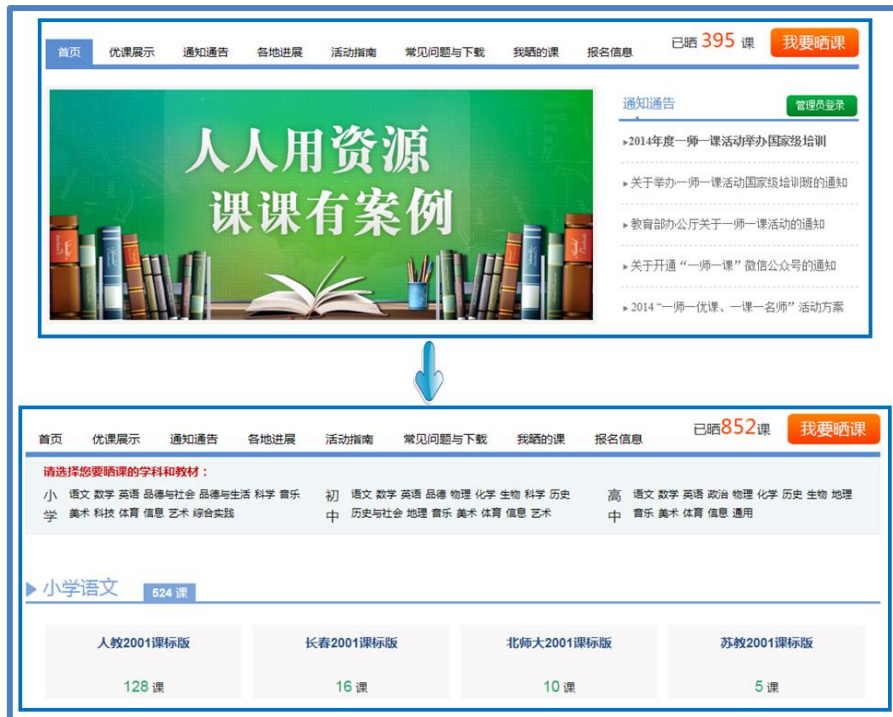 首页 优课展示 通知通告 各地进展 活动指南 常见问题与下载 我晒的课 报名信息 已晒 395 课 我要晒课
人人用资源
课课有案例
通知通告 管理员登录
▸2014年度一师一课活动举办国家级培训
▸关于举办一师一课活动国家级培训班的通知
▸教育部办公厅关于一师一课活动的通知
▸关于开通“一师一课”微信公众号的通知
▸2014“一师一优课、一课一名师”活动方案
首页 优课展示 通知通告 各地进展 活动指南 常见问题与下载 我晒的课 报名信息 已晒852课 我要晒课
请选择您要晒课的学科和教材：
小学 语文 数学 英语 品德与社会 品德与生活 科学 音乐
美术 科技 体育 信息 艺术 综合实践
初中 语文 数学 英语 品德 物理 化学 生物 科学 历史
历史与社会 地理 音乐 美术 体育 信息 艺术
高中 语文 数学 英语 政治 物理 化学 历史 生物 地理
音乐 美术 体育 信息 通用
小学语文 524 课
人教2001课标版 长春2001课标版 北师大2001课标版 苏教2001课标版
128 课 16 课 10 课 5 课